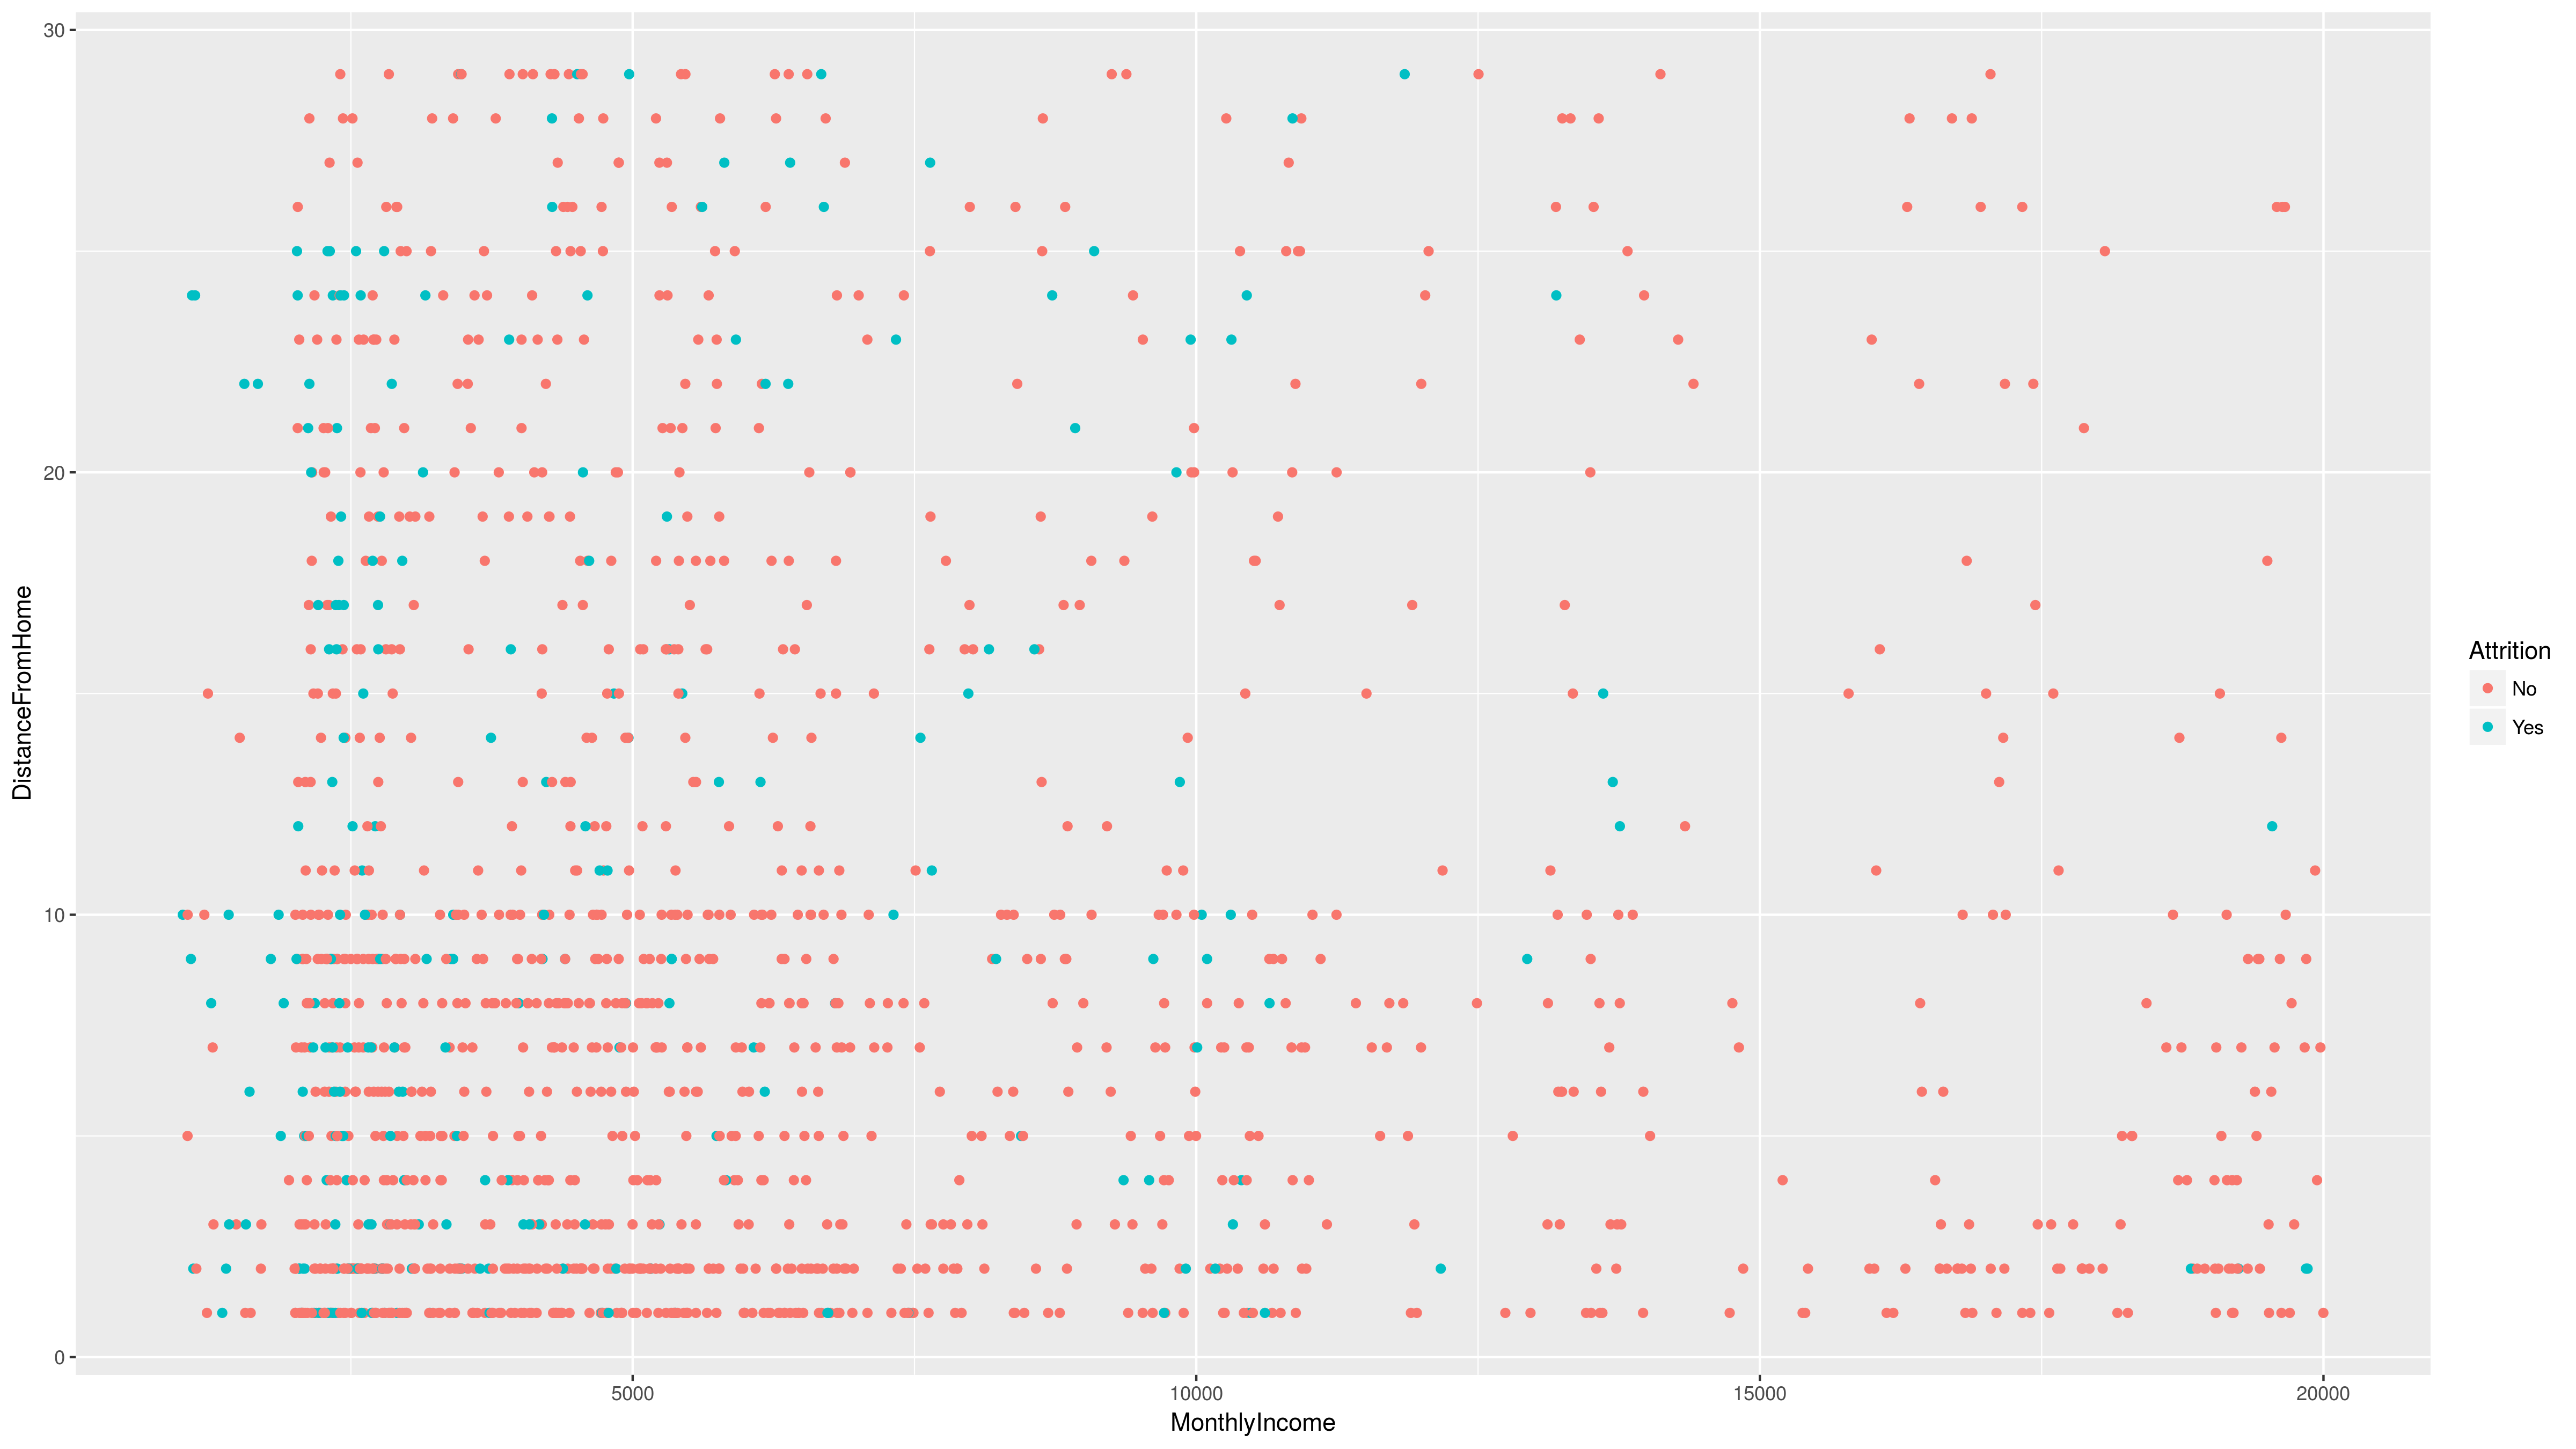 30
20
10
0
DistanceFromHome
5000
10000
15000
20000
MonthlyIncome
Attrition
No
Yes